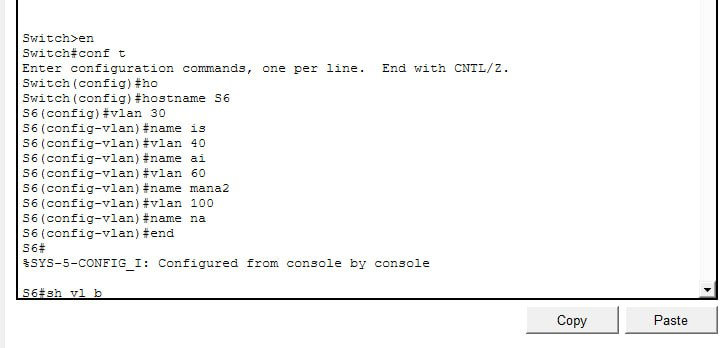 Switch>en
Switch#conf t
Enter configuration commands, one per line.  End with CNTL/Z.
Switch(config)#ho
Switch(config)#hostname S6
S6(config)#vlan 30
S6(config-vlan)#name is
S6(config-vlan)#vlan 40
S6(config-vlan)#name ai
S6(config-vlan)#vlan 60
S6(config-vlan)#name mana2
S6(config-vlan)#vlan 100
S6(config-vlan)#name na
S6(config-vlan)#end
S6#
%SYS-5-CONFIG_I: Configured from console by console
S6#sh vl b
Copy Paste